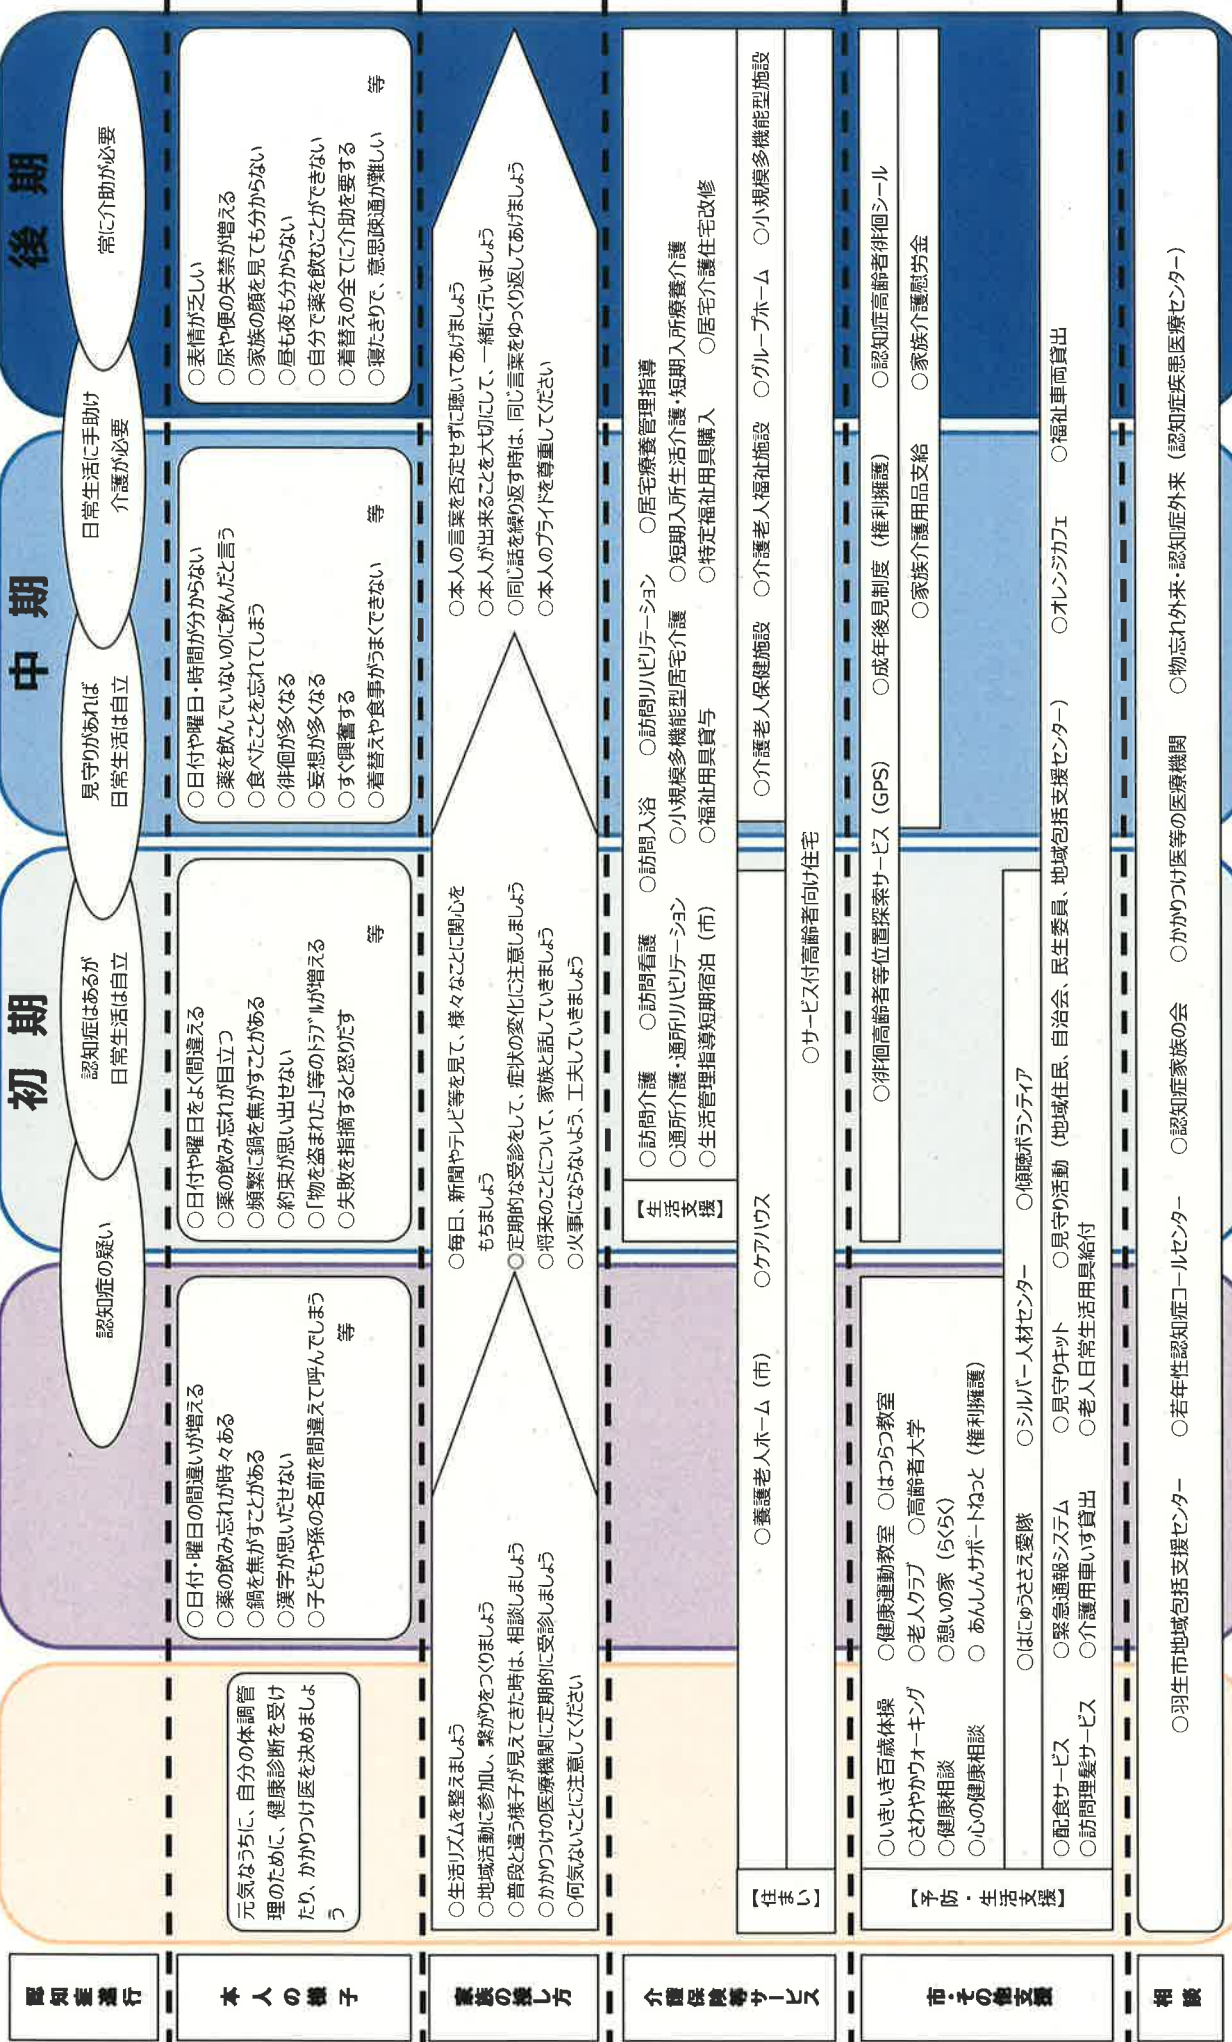 初期
中期
後期
認知症進行
認知症の疑い
認知症はあるが
日常生活は自立
見守りがあれば
日常生活は自立
日常生活に手助け
介護が必要
常に介助が必要
本人の様子
元気なうちに、自分の体調管
理のために、健康診断を受け
たり、かかりつけ医を決めましょ
う
○日付・曜日の間違いが増える
○薬の飲み忘れが時々ある
○鍋を焦がすことがある
○漢字が思いだせない
○子どもや孫の名前を間違えて呼んでしまう
等
○日付や曜日をよく間違える
○薬の飲み忘れが目立つ
○頻繁に鍋を焦がすことがある
○約束が思い出せない
○「物を盗まれた」等のトラブルが増える
○失敗を指摘すると怒りだす
等
○日付や曜日・時間が分からない
○薬を飲んでいないのに飲んだと言う
○食べたことを忘れてしまう
○徘徊が多くなる
○妄想が多くなる
○すぐ興奮する
○着替えや食事がうまくできない 等
○表情が乏しい
○尿や便の失禁が増える
○家族の顔を見ても分からない
○昼も夜も分からない
○自分で薬を飲むことができない
○着替えの全てに介助を要する
○寝たきりで、意思疎通が難しい 等
家族の接し方
○生活リズムを整えましょう
○地域活動に参加し、繋がりをつくりましょう
○普段と違う様子が見えてきた時は、相談しましょう
○かかりつけの医療機関に定期的に受診しましょう
○何気ないことに注意してください
○毎日、新聞やテレビ等を見て、様々なことに関心を
もちましょう
○定期的な受診をして、症状の変化に注意しましょう
○将来のことについて、家族と話していきましょう
○火事にならないよう、工夫していきましょう
○本人の言葉を否定せずに聴いてあげましょう
○本人が出来ることを大切にして、一緒に行いましょう
○同じ話を繰り返す時は、同じ言葉をゆっくり返してあげましょう
○本人のプライドを尊重してください
介護保険等サービス
【生活支援】
○訪問介護 ○訪問看護 ○訪問入浴 ○訪問リハビリテーション ○居宅療養管理指導
○通所介護・通所リハビリテーション ○小規模多機能型居宅介護 ○短期入所生活介護・短期入所療養介護
○生活管理指導短期宿泊（市） ○福祉用具貸与 ○特定福祉用具購入 ○居宅介護住宅改修
【住まい】
○養護老人ホーム（市） ○ケアハウス
○介護老人保健施設 ○介護老人福祉施設 ○グループホーム ○小規模多機能型施設
○サービス付高齢者向け住宅
市・その他支援
【予防・生活支援】
○いきいき百歳体操 ○健康運動教室 ○はつらつ教室
○さわやかウォーキング ○老人クラブ ○高齢者大学
○健康相談 ○憩いの家（らくらく）
○心の健康相談 ○ あんしんサポートねっと（権利擁護）
○徘徊高齢者等位置探索サービス（GPS） ○成年後見制度（権利擁護） ○認知症高齢者徘徊シール
○家族介護用品支給 ○家族介護慰労金
○はにゅうささえ愛隊 ○シルバー人材センター ○傾聴ボランティア
○配食サービス ○緊急通報システム ○見守りキット ○見守り活動（地域住民、自治会、民生委員、地域包括支援センター） ○オレンジカフェ ○福祉車両貸出
○訪問理髪サービス ○介護用車いす貸出 ○老人日常生活用具給付
相談
○羽生市地域包括支援センター ○若年性認知症コールセンター ○認知症家族の会 ○かかりつけ医等の医療機関 ○物忘れ外来・認知症外来（認知症疾患医療センター）